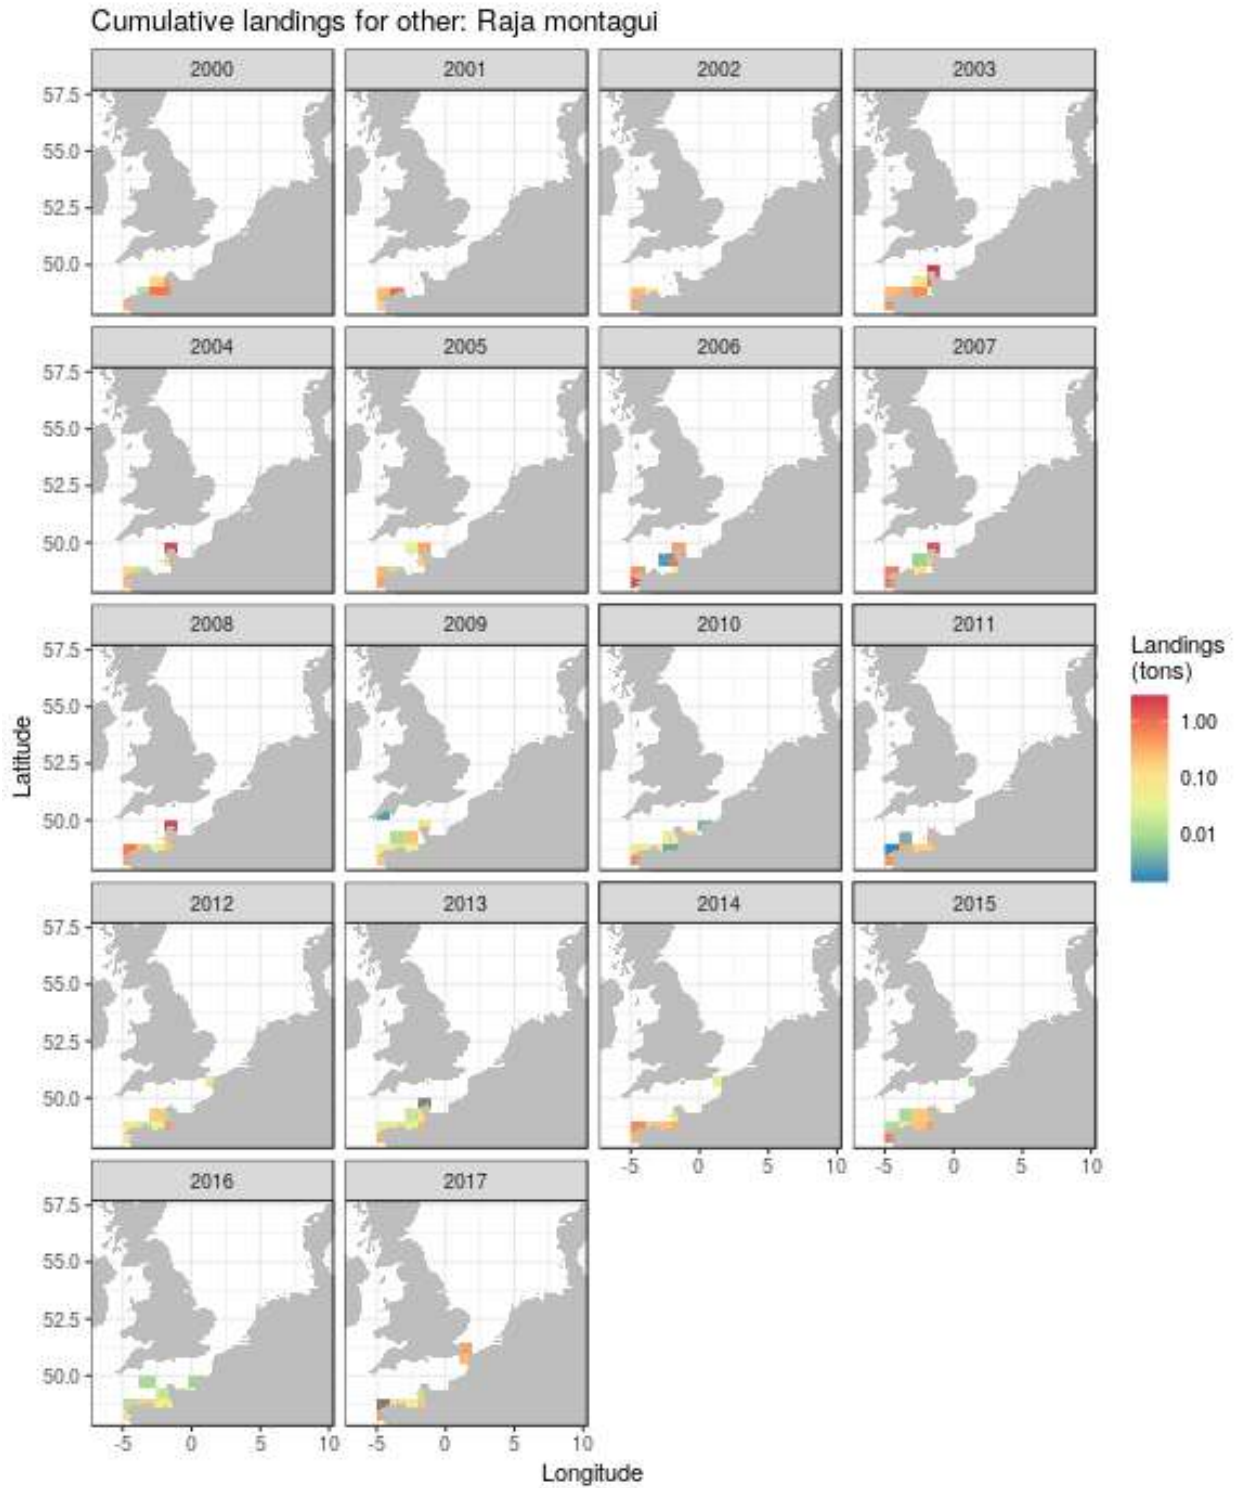 Cumulative landings for other: Raja montagui
2000 2001 2002 2003
57.5
55.0
52.5
50.0
2004 2005 2006 2007
57.5
55.0
52.5
50.0
2008 2009 2010 2011
57.5
55.0
52.5
50.0
Latitude
Landings
(tons)
1.00
0.10
0.01
2012 2013 2014 2015
57.5
55.0
52.5
50.0
-5 0 5 10 -5 0 5 10
2016 2017
57.5
55.0
52.5
50.0
-5 0 5 10 -5 0 5 10
Longitude